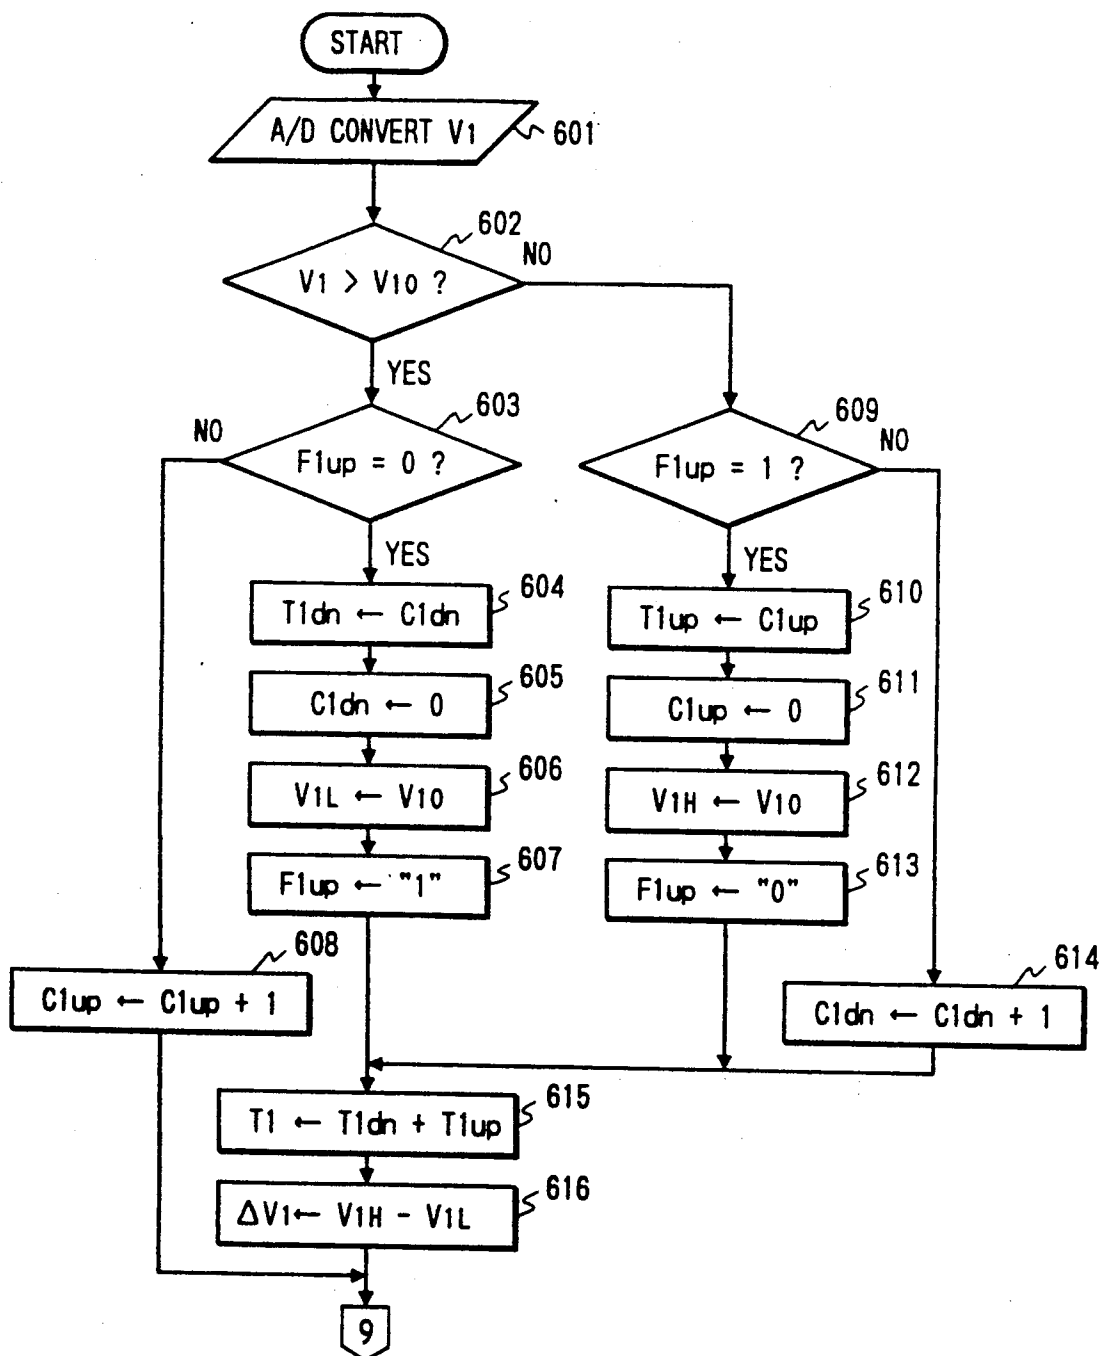 START
A/D CONVERT V1
601
602
V1 > V10 ?
NO
YES
603
NO
F1up = 0 ?
609
NO
F1up = 1 ?
YES
YES
604
T1dn ← C1dn
610
T1up ← C1up
605
C1dn ← 0
611
C1up ← 0
606
V1L ← V10
612
V1H ← V10
607
F1up ← "1"
613
F1up ← "0"
608
C1up ← C1up + 1
614
C1dn ← C1dn + 1
615
T1 ← T1dn + T1up
616
ΔV1 ← V1H - V1L
9